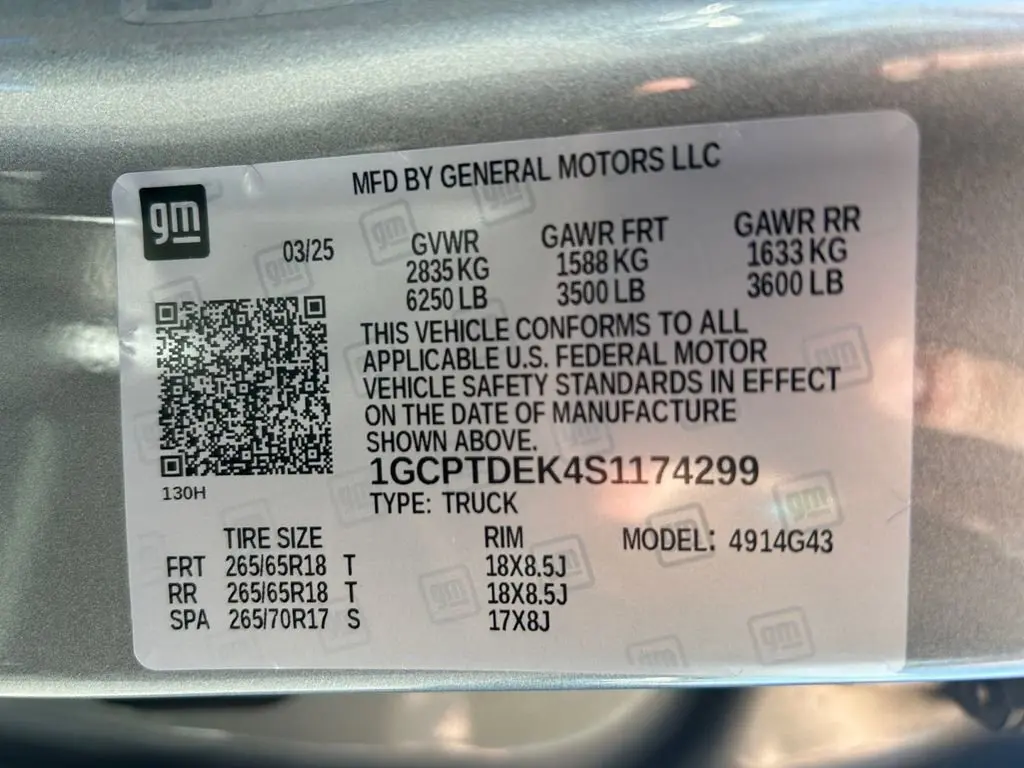 MFD BY GENERAL MOTORS LLC
gm
03/25
GVWR GAWR FRT GAWR RR
2835 KG 1588 KG 1633 KG
6250 LB 3500 LB 3600 LB
THIS VEHICLE CONFORMS TO ALL
APPLICABLE U.S. FEDERAL MOTOR
VEHICLE SAFETY STANDARDS IN EFFECT
ON THE DATE OF MANUFACTURE
SHOWN ABOVE.
1GCPTDEK4S1174299
130H
TYPE: TRUCK
TIRE SIZE RIM MODEL: 4914G43
FRT 265/65R18 T 18X8.5J
RR 265/65R18 T 18X8.5J
SPA 265/70R17 S 17X8J